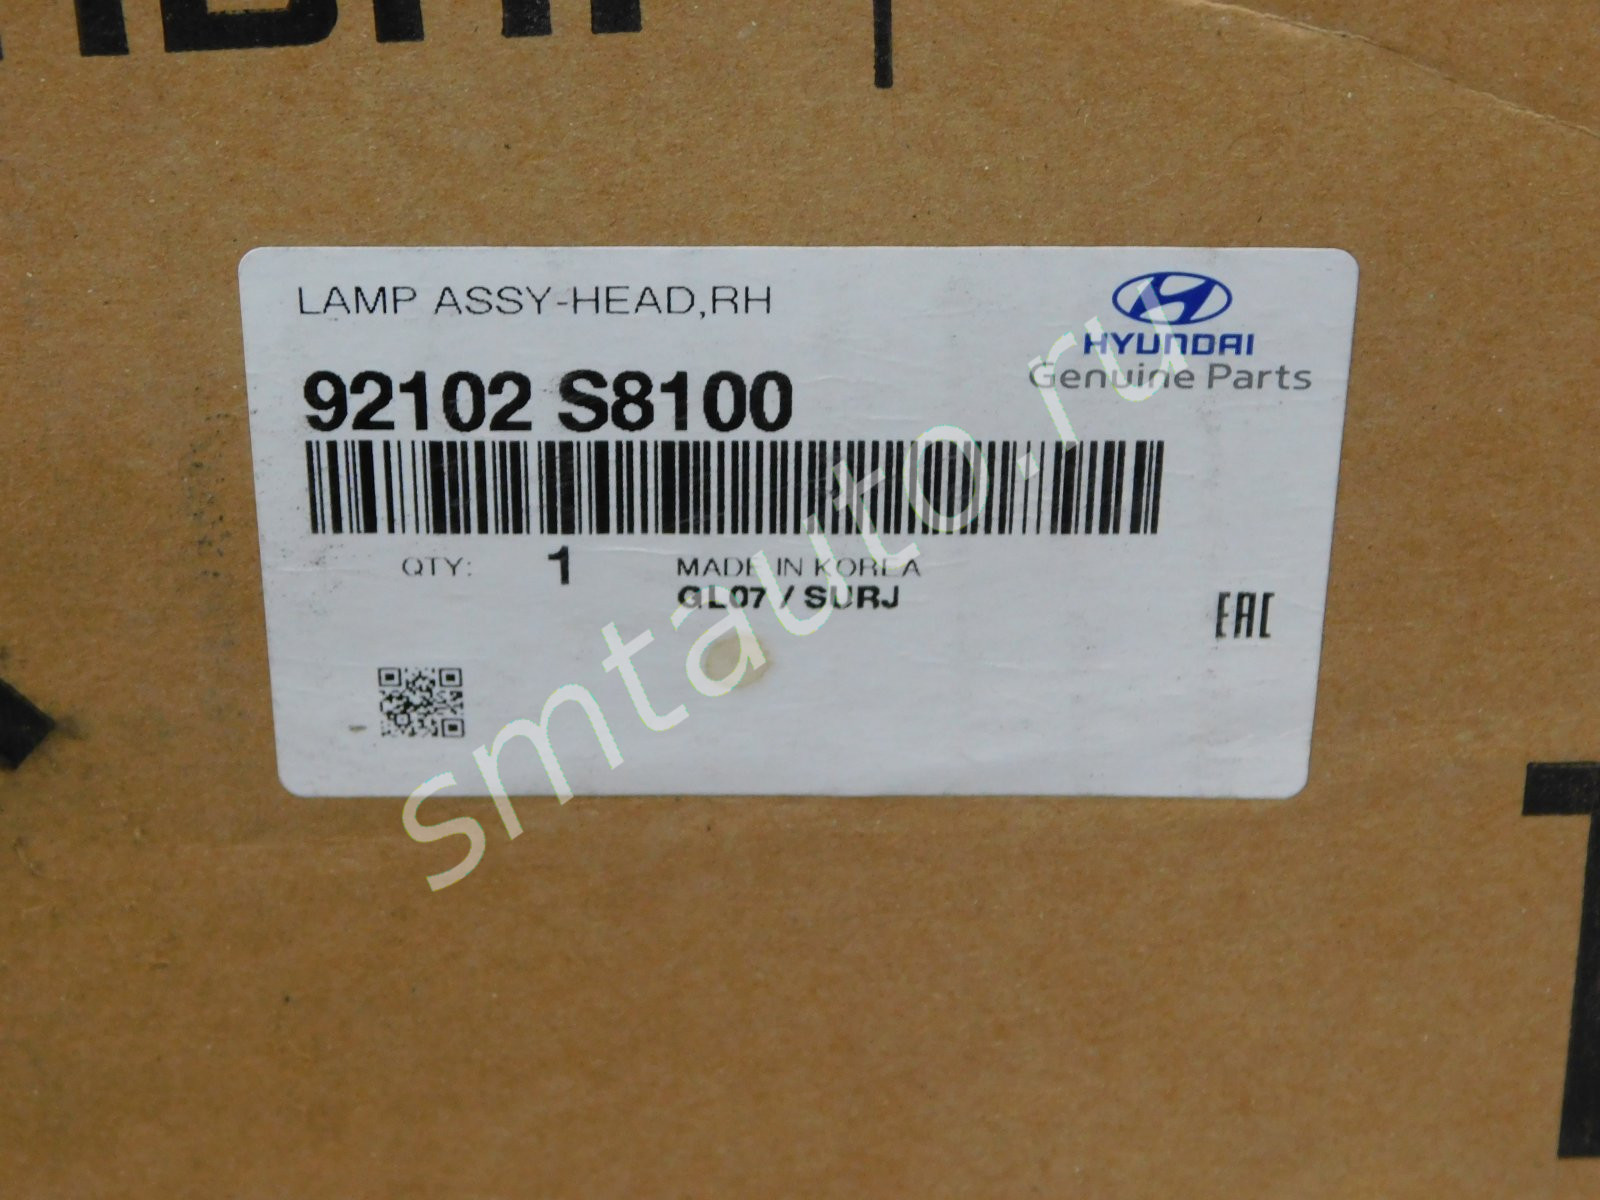 LAMP ASSY-HEAD,RH
HYUNDAI
Genuine Parts
92102 S8100
QTY: 1
MADE IN KOREA
GL07 / SURJ
EAC
smtauto.ru